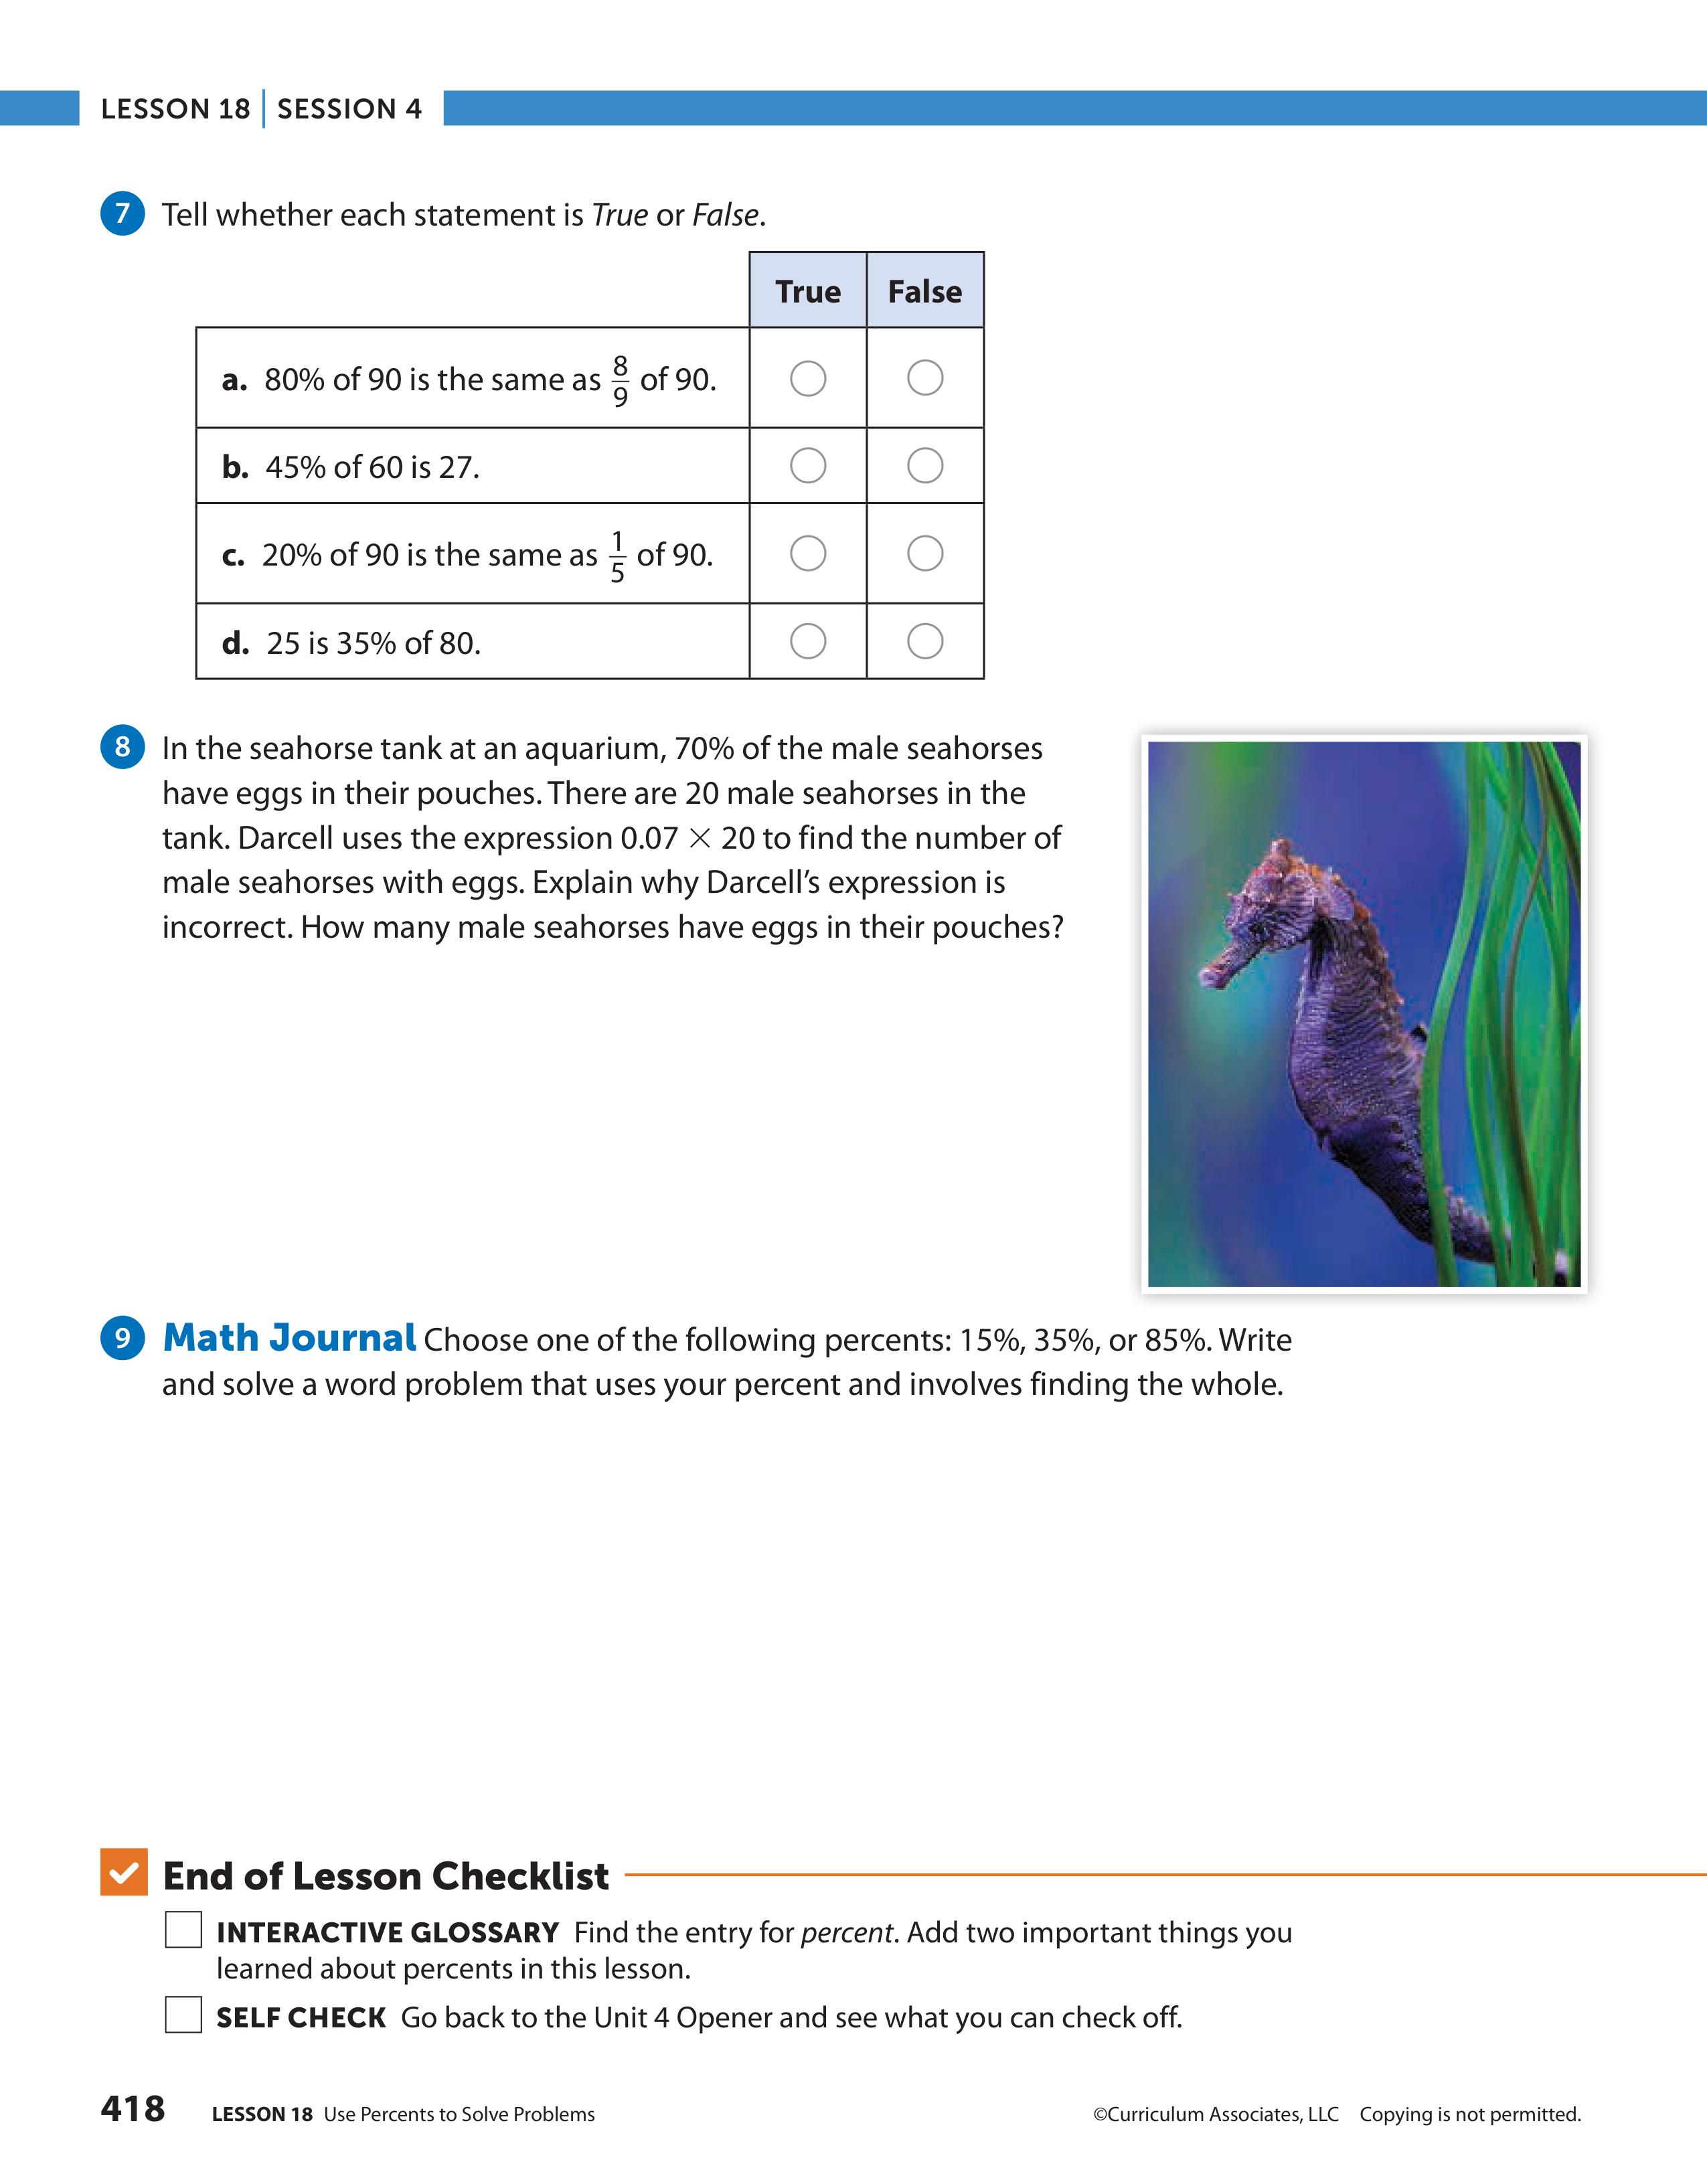 LESSON 18 | SESSION 4
7 Tell whether each statement is True or False.
True False
a. 80% of 90 is the same as 8/9 of 90.
b. 45% of 60 is 27.
c. 20% of 90 is the same as 1/5 of 90.
d. 25 is 35% of 80.
8 In the seahorse tank at an aquarium, 70% of the male seahorses
have eggs in their pouches. There are 20 male seahorses in the
tank. Darcell uses the expression 0.07 × 20 to find the number of
male seahorses with eggs. Explain why Darcell’s expression is
incorrect. How many male seahorses have eggs in their pouches?
9 Math Journal Choose one of the following percents: 15%, 35%, or 85%. Write
and solve a word problem that uses your percent and involves finding the whole.
End of Lesson Checklist
INTERACTIVE GLOSSARY Find the entry for percent. Add two important things you
learned about percents in this lesson.
SELF CHECK Go back to the Unit 4 Opener and see what you can check off.
418 LESSON 18 Use Percents to Solve Problems ©Curriculum Associates, LLC Copying is not permitted.